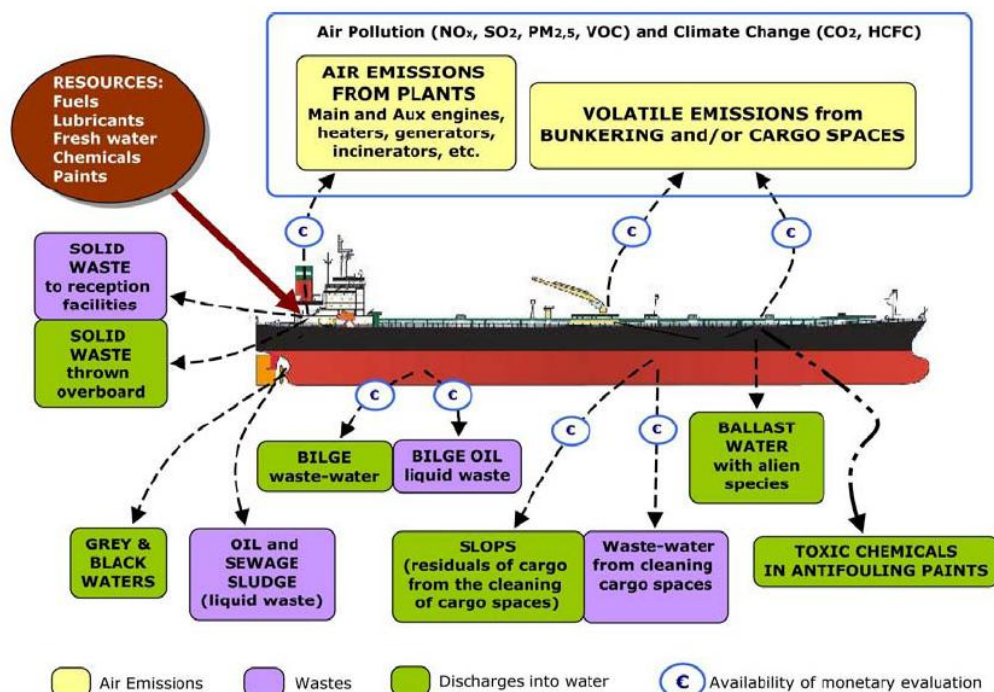 Air Pollution (NOx, SO2, PM2,5, VOC) and Climate Change (CO2, HCFC)
RESOURCES:
Fuels
Lubricants
Fresh water
Chemicals
Paints
AIR EMISSIONS
FROM PLANTS
Main and Aux engines,
heaters, generators,
incinerators, etc.
VOLATILE EMISSIONS from
BUNKERING and/or CARGO SPACES
€
€
€
SOLID
WASTE
to reception
facilities
SOLID
WASTE
thrown
overboard
€
€
€
€
BILGE
waste-water
BILGE OIL
liquid waste
BALLAST
WATER
with alien
species
GREY &
BLACK
WATERS
OIL and
SEWAGE
SLUDGE
(liquid waste)
SLOPS
(residuals of cargo
from the cleaning
of cargo spaces)
Waste-water
from cleaning
cargo spaces
TOXIC CHEMICALS
IN ANTIFOULING PAINTS
Air Emissions
Wastes
Discharges into water
€ Availability of monetary evaluation